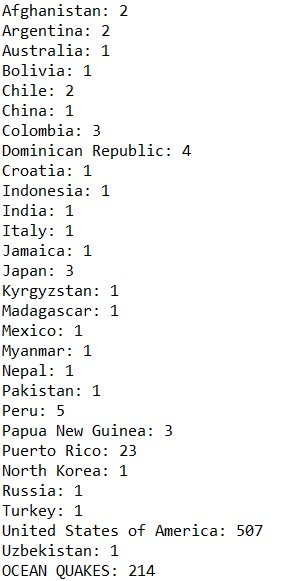 Afghanistan: 2
Argentina: 2
Australia: 1
Bolivia: 1
Chile: 2
China: 1
Colombia: 3
Dominican Republic: 4
Croatia: 1
Indonesia: 1
India: 1
Italy: 1
Jamaica: 1
Japan: 3
Kyrgyzstan: 1
Madagascar: 1
Mexico: 1
Myanmar: 1
Nepal: 1
Pakistan: 1
Peru: 5
Papua New Guinea: 3
Puerto Rico: 23
North Korea: 1
Russia: 1
Turkey: 1
United States of America: 507
Uzbekistan: 1
OCEAN QUAKES: 214